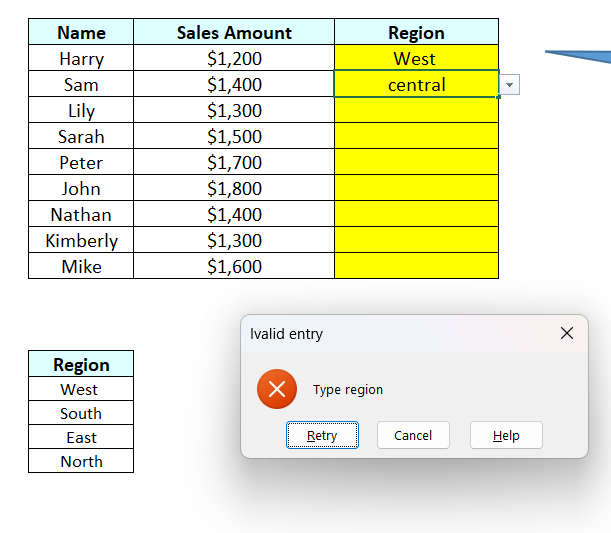 Name Sales Amount Region
Harry $1,200 West
Sam $1,400 central
Lily $1,300
Sarah $1,500
Peter $1,700
John $1,800
Nathan $1,400
Kimberly $1,300
Mike $1,600
Ivalid entry
Type region
Retry Cancel Help
Region
West
South
East
North